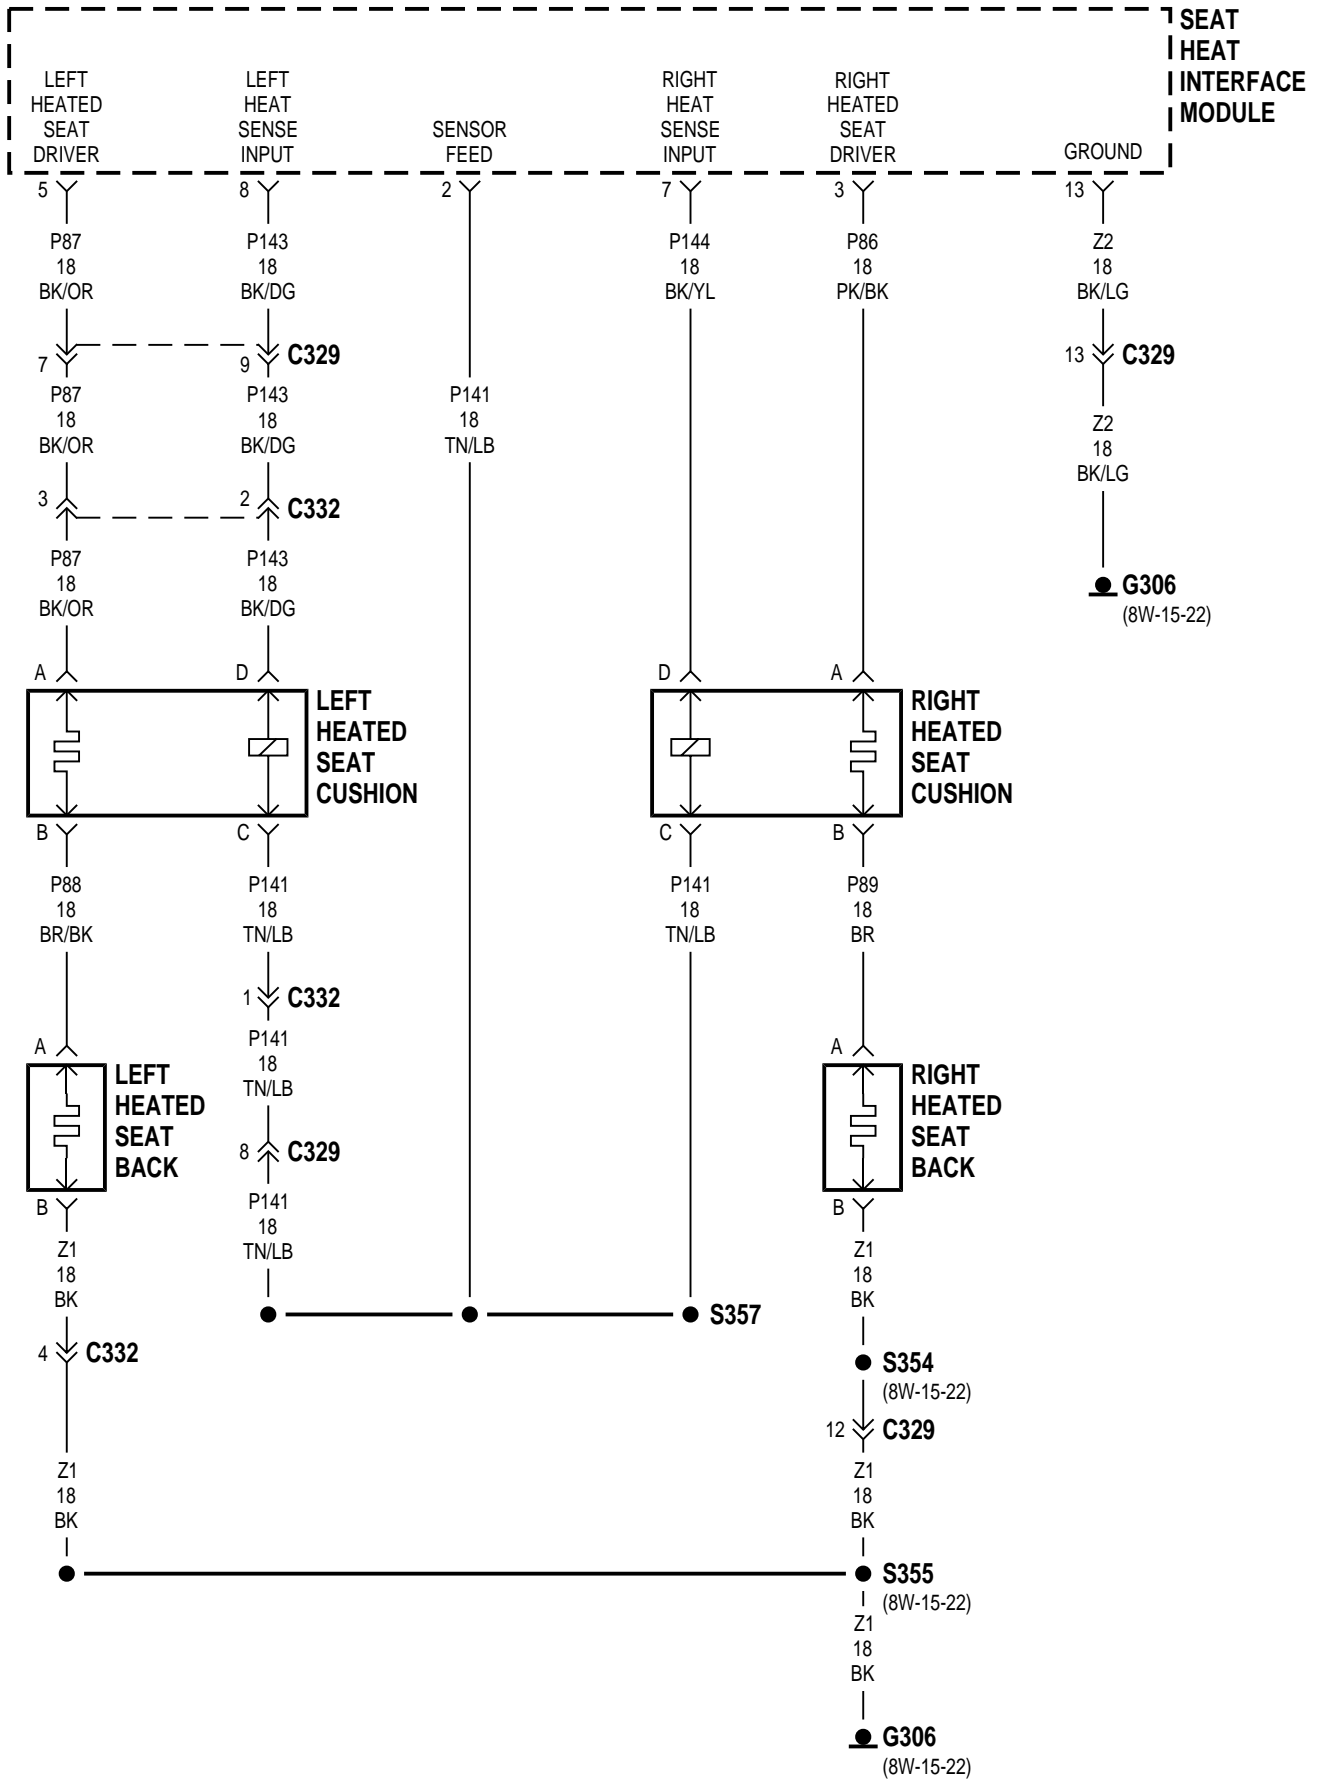 SEAT
HEAT
INTERFACE
MODULE
LEFT
HEATED
SEAT
DRIVER
LEFT
HEAT
SENSE
INPUT
SENSOR
FEED
RIGHT
HEAT
SENSE
INPUT
RIGHT
HEATED
SEAT
DRIVER
GROUND
5
8
2
7
3
13
P87
18
BK/OR
P143
18
BK/DG
P144
18
BK/YL
P86
18
PK/BK
Z2
18
BK/LG
7
9
C329
13
C329
P87
18
BK/OR
P143
18
BK/DG
P141
18
TN/LB
Z2
18
BK/LG
3
2
C332
P87
18
BK/OR
P143
18
BK/DG
G306
(8W-15-22)
A
D
D
A
LEFT
HEATED
SEAT
CUSHION
RIGHT
HEATED
SEAT
CUSHION
B
C
C
B
P88
18
BR/BK
P141
18
TN/LB
P141
18
TN/LB
P89
18
BR
1
C332
P141
18
TN/LB
A
A
LEFT
HEATED
SEAT
BACK
RIGHT
HEATED
SEAT
BACK
8
C329
B
B
P141
18
TN/LB
Z1
18
BK
Z1
18
BK
S357
4
C332
S354
(8W-15-22)
12
C329
Z1
18
BK
Z1
18
BK
S355
(8W-15-22)
Z1
18
BK
G306
(8W-15-22)